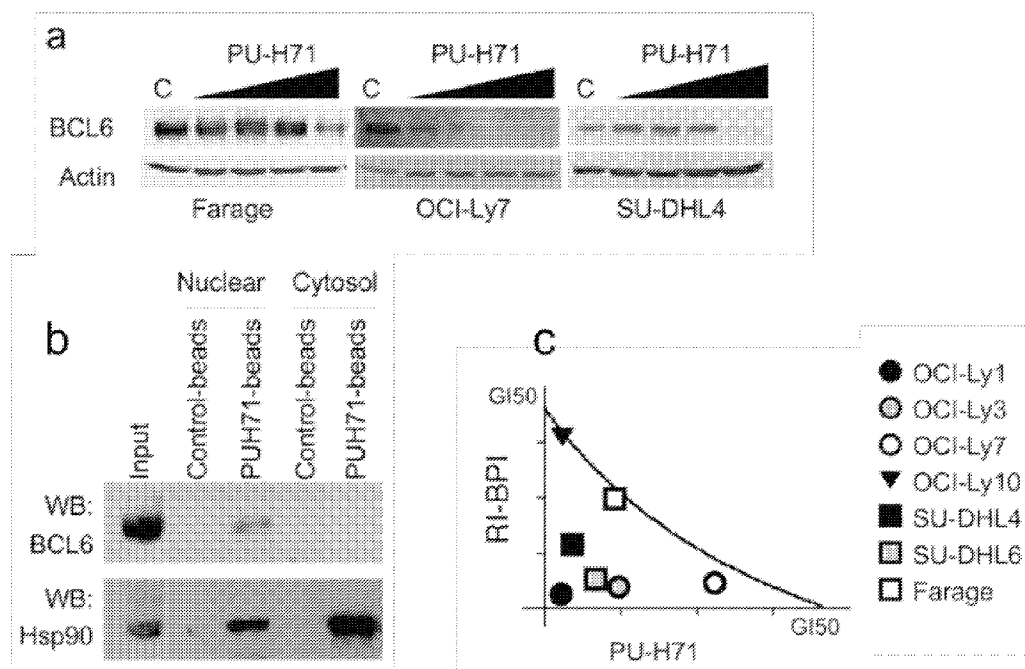 a
PU-H71 PU-H71 PU-H71
C C C
BCL6
Actin
Farage OCI-Ly7 SU-DHL4
b
Nuclear Cytosol
Input Control-beads PUH71-beads Control-beads PUH71-beads
WB:
BCL6
WB:
Hsp90
c
GI50
RI-BPI
GI50
PU-H71
OCI-Ly1
OCI-Ly3
OCI-Ly7
OCI-Ly10
SU-DHL4
SU-DHL6
Farage